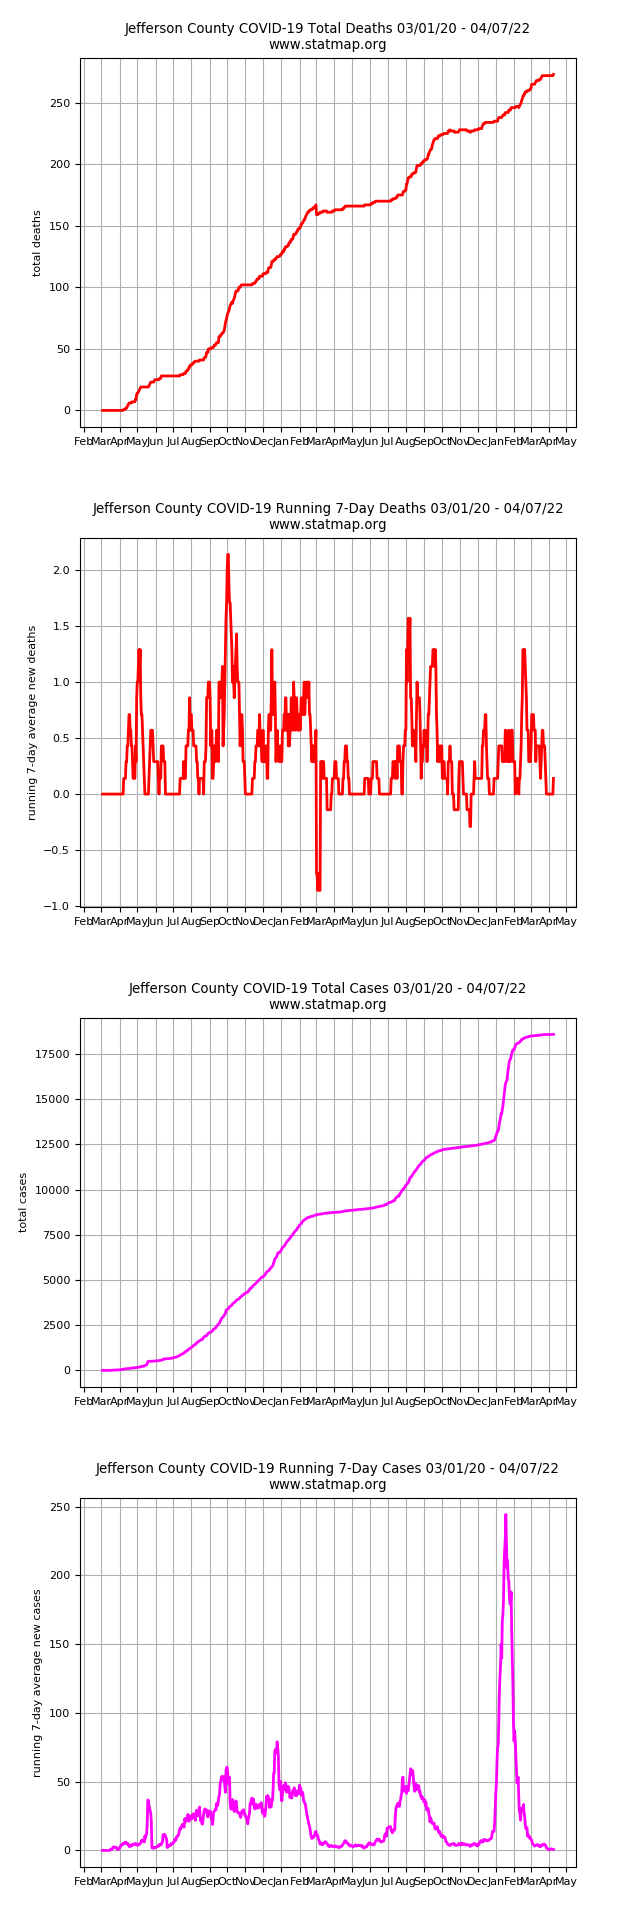 Jefferson County COVID-19 Total Deaths 03/01/20 - 04/07/22
www.statmap.org
250
200
150
100
50
0
total deaths
Feb Mar Apr May Jun Jul Aug Sep Oct Nov Dec Jan Feb Mar Apr May Jun Jul Aug Sep Oct Nov Dec Jan Feb Mar Apr May
Jefferson County COVID-19 Running 7-Day Deaths 03/01/20 - 04/07/22
www.statmap.org
2.0
1.5
1.0
0.5
0.0
−0.5
−1.0
running 7-day average new deaths
Feb Mar Apr May Jun Jul Aug Sep Oct Nov Dec Jan Feb Mar Apr May Jun Jul Aug Sep Oct Nov Dec Jan Feb Mar Apr May
Jefferson County COVID-19 Total Cases 03/01/20 - 04/07/22
www.statmap.org
17500
15000
12500
10000
7500
5000
2500
0
total cases
Feb Mar Apr May Jun Jul Aug Sep Oct Nov Dec Jan Feb Mar Apr May Jun Jul Aug Sep Oct Nov Dec Jan Feb Mar Apr May
Jefferson County COVID-19 Running 7-Day Cases 03/01/20 - 04/07/22
www.statmap.org
250
200
150
100
50
0
running 7-day average new cases
Feb Mar Apr May Jun Jul Aug Sep Oct Nov Dec Jan Feb Mar Apr May Jun Jul Aug Sep Oct Nov Dec Jan Feb Mar Apr May